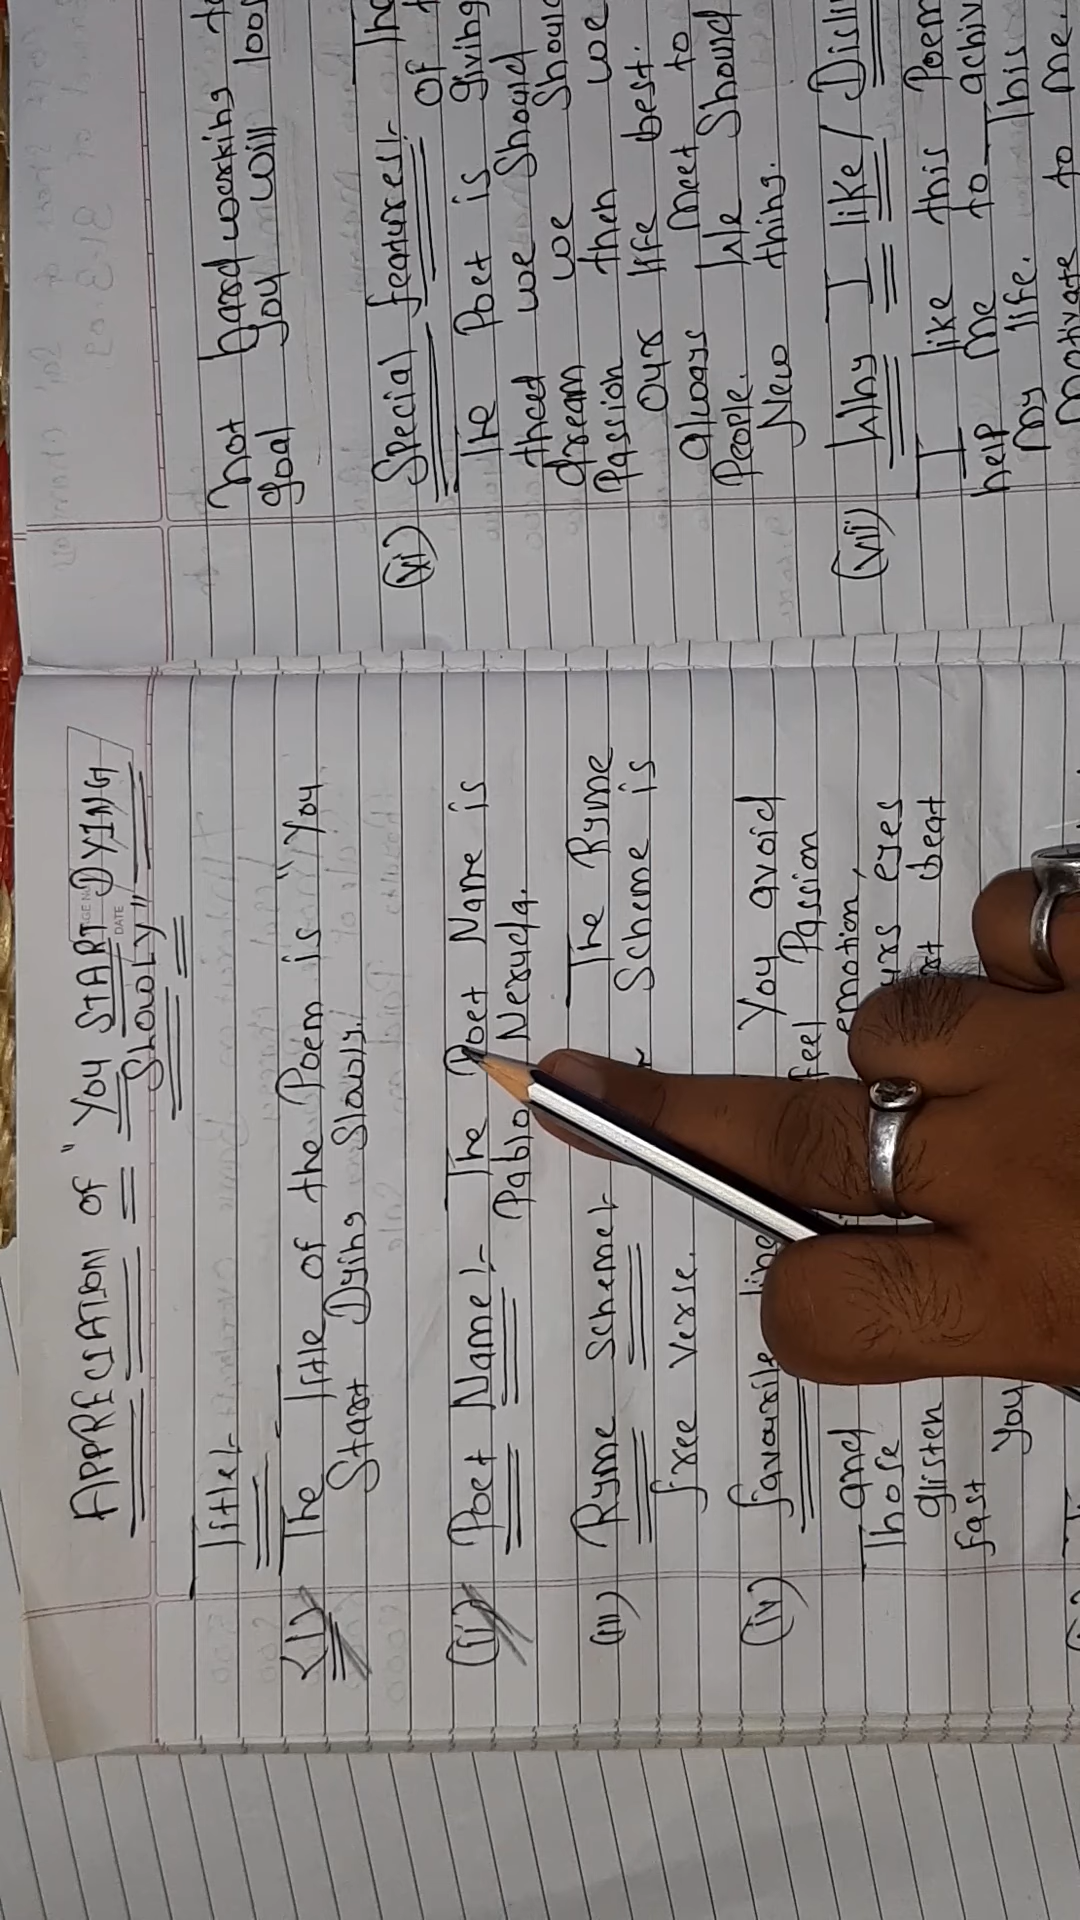 APPRECIATION OF "YOU START DYING
SLOWLY"
DATE
Title:-
(i) The Title of the Poem is "You
Start Dying Slowly.
(ii) Poet Name:- The Poet Name is
Pablo Neruda.
(iii) Ryme Scheme:- The Ryme
Scheme is
free verse.
(iv) favourite line You avoid
feel Passion
and emotion,
Those eyes
glisten beat
fast
You
not hard working to
goal you will loos
(vi) Special features:- The
of
The Poet is giving
we Should
dream we Shoul
Passion then we
Our life best.
always meet to
People. We Should
New thing.
(vii) Why I like/Disli
I like this Poem
help me to achiv
my life. This
motivate to me.